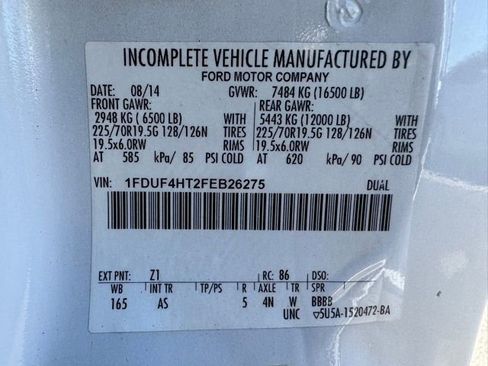 INCOMPLETE VEHICLE MANUFACTURED BY
FORD MOTOR COMPANY
DATE: 08/14 GVWR: 7484 KG (16500 LB)
FRONT GAWR: REAR GAWR:
2948 KG ( 6500 LB) WITH 5443 KG (12000 LB) WITH
225/70R19.5G 128/126N TIRES 225/70R19.5G 128/126N TIRES
19.5x6.0RW RIMS 19.5x6.0RW RIMS
AT 585 kPa/ 85 PSI COLD AT 620 kPa/ 90 PSI COLD
VIN: 1FDUF4HT2FEB26275 DUAL
EXT PNT: Z1 RC: 86 DSO:
WB INT TR TP/PS R AXLE TR SPR
165 AS 5 4N W BBBB
UNC ▽5U5A-1520472-BA